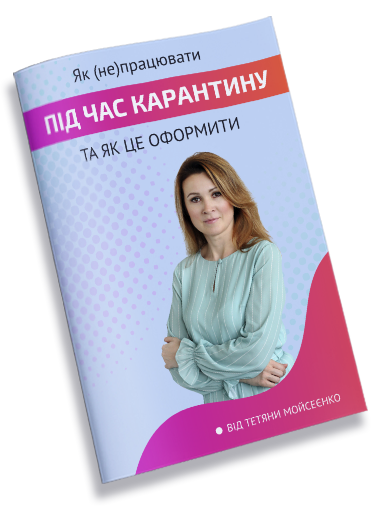 Як (не)працювати
ПІД ЧАС КАРАНТИНУ
ТА ЯК ЦЕ ОФОРМИТИ
ВІД ТЕТЯНИ МОЙСЕЄНКО